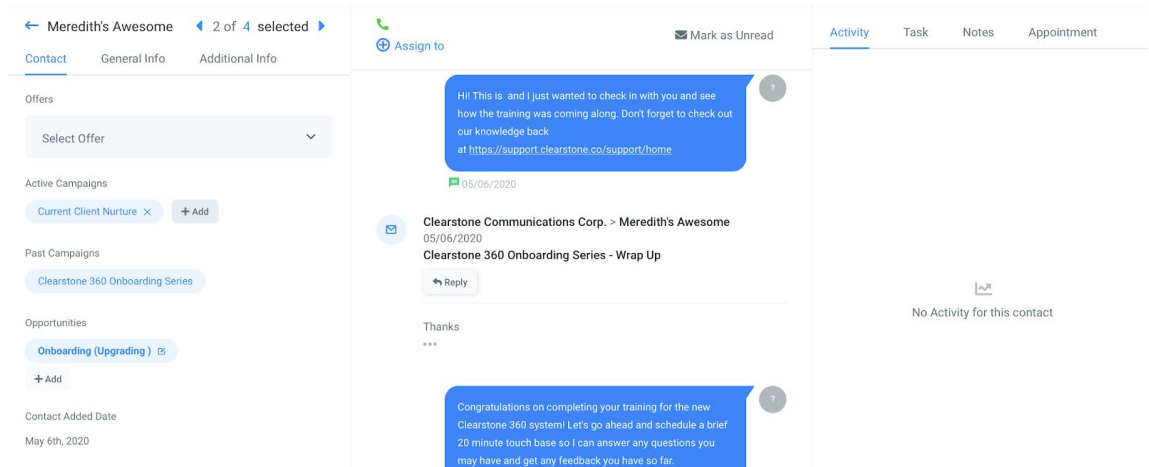 Meredith's Awesome
2 of 4 selected
Contact
General Info
Additional Info
Offers
Select Offer
Active Campaigns
Current Client Nurture ×
+ Add
Past Campaigns
Clearstone 360 Onboarding Series
Opportunities
Onboarding (Upgrading )
+ Add
Contact Added Date
May 6th, 2020
Assign to
Mark as Unread
Hi! This is  and I just wanted to check in with you and see
how the training was coming along. Don't forget to check out
our knowledge back
at https://support.clearstone.co/support/home
?
05/06/2020
Clearstone Communications Corp. > Meredith's Awesome
05/06/2020
Clearstone 360 Onboarding Series - Wrap Up
Reply
Thanks
Congratulations on completing your training for the new
Clearstone 360 system! Let's go ahead and schedule a brief
20 minute touch base so I can answer any questions you
may have and get any feedback you have so far.
?
Activity
Task
Notes
Appointment
No Activity for this contact